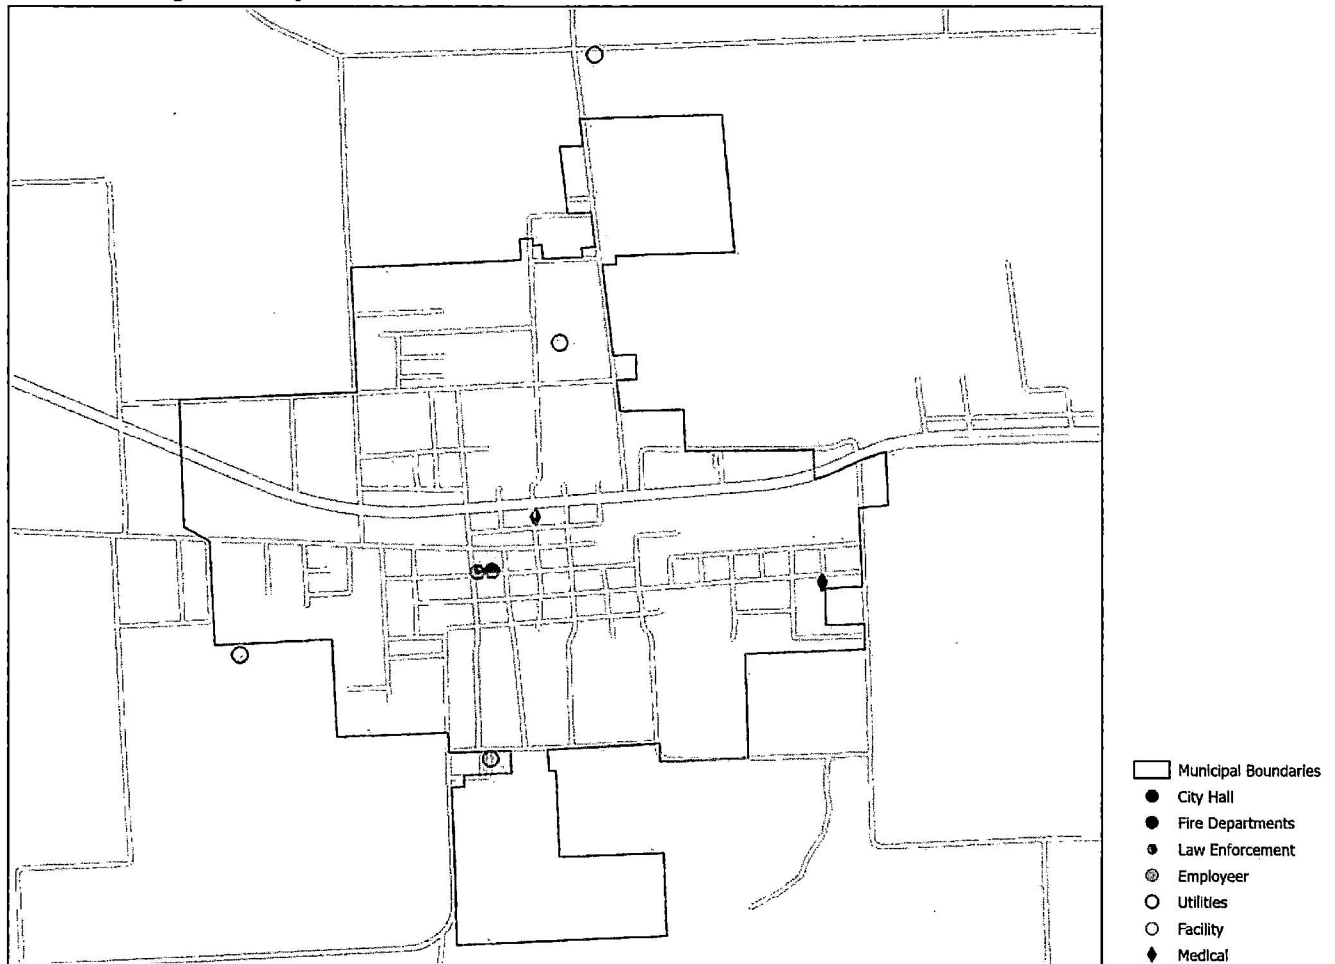 Municipal Boundaries
City Hall
Fire Departments
Law Enforcement
Employeer
Utilities
Facility
Medical